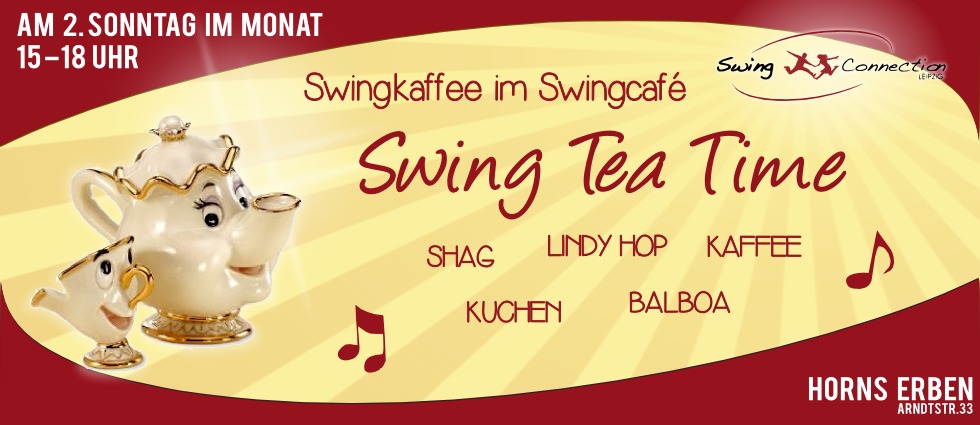 AM 2. SONNTAG IM MONAT
15–18 UHR
Swing Connection
LEIPZIG
Swingkaffee im Swingcafé
Swing Tea Time
SHAG LINDY HOP KAFFEE
KUCHEN BALBOA
HORNS ERBEN
ARNDTSTR.33